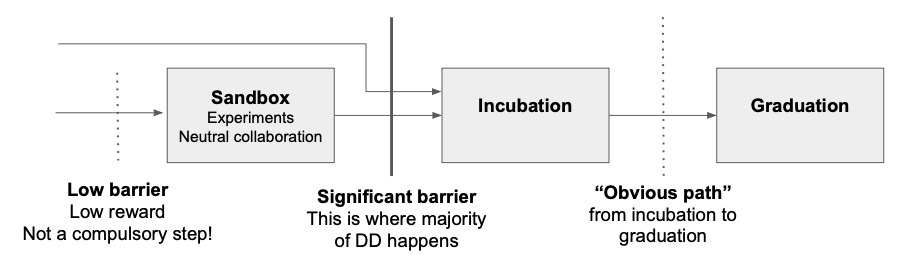 Sandbox
Experiments
Neutral collaboration
Incubation
Graduation
Low barrier
Low reward
Not a compulsory step!
Significant barrier
This is where majority
of DD happens
“Obvious path”
from incubation to
graduation